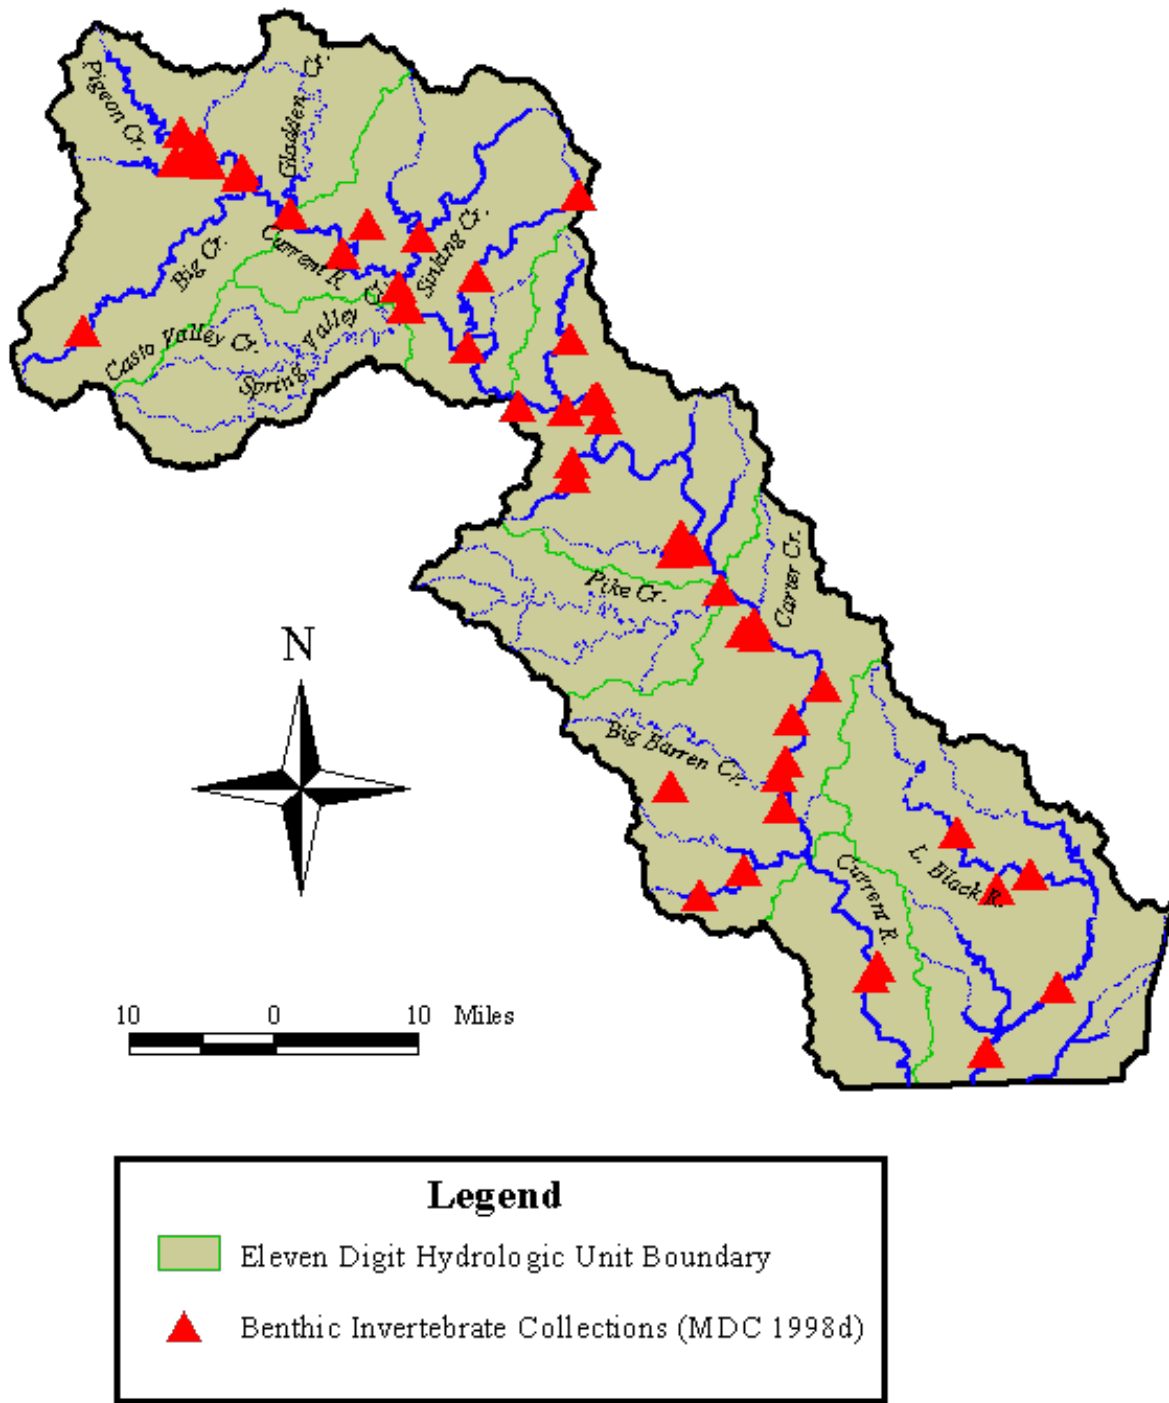 Pigeon Cr.
Gladden Cr.
Big Cr.
Current R.
Sinking Cr.
Casto Valley Cr.
Spring Valley Cr.
Pike Cr.
Carter Cr.
N
Big Barren Cr.
Current R.
L. Black R.
10 0 10 Miles
Legend
Eleven Digit Hydrologic Unit Boundary
Benthic Invertebrate Collections (MDC 1998d)